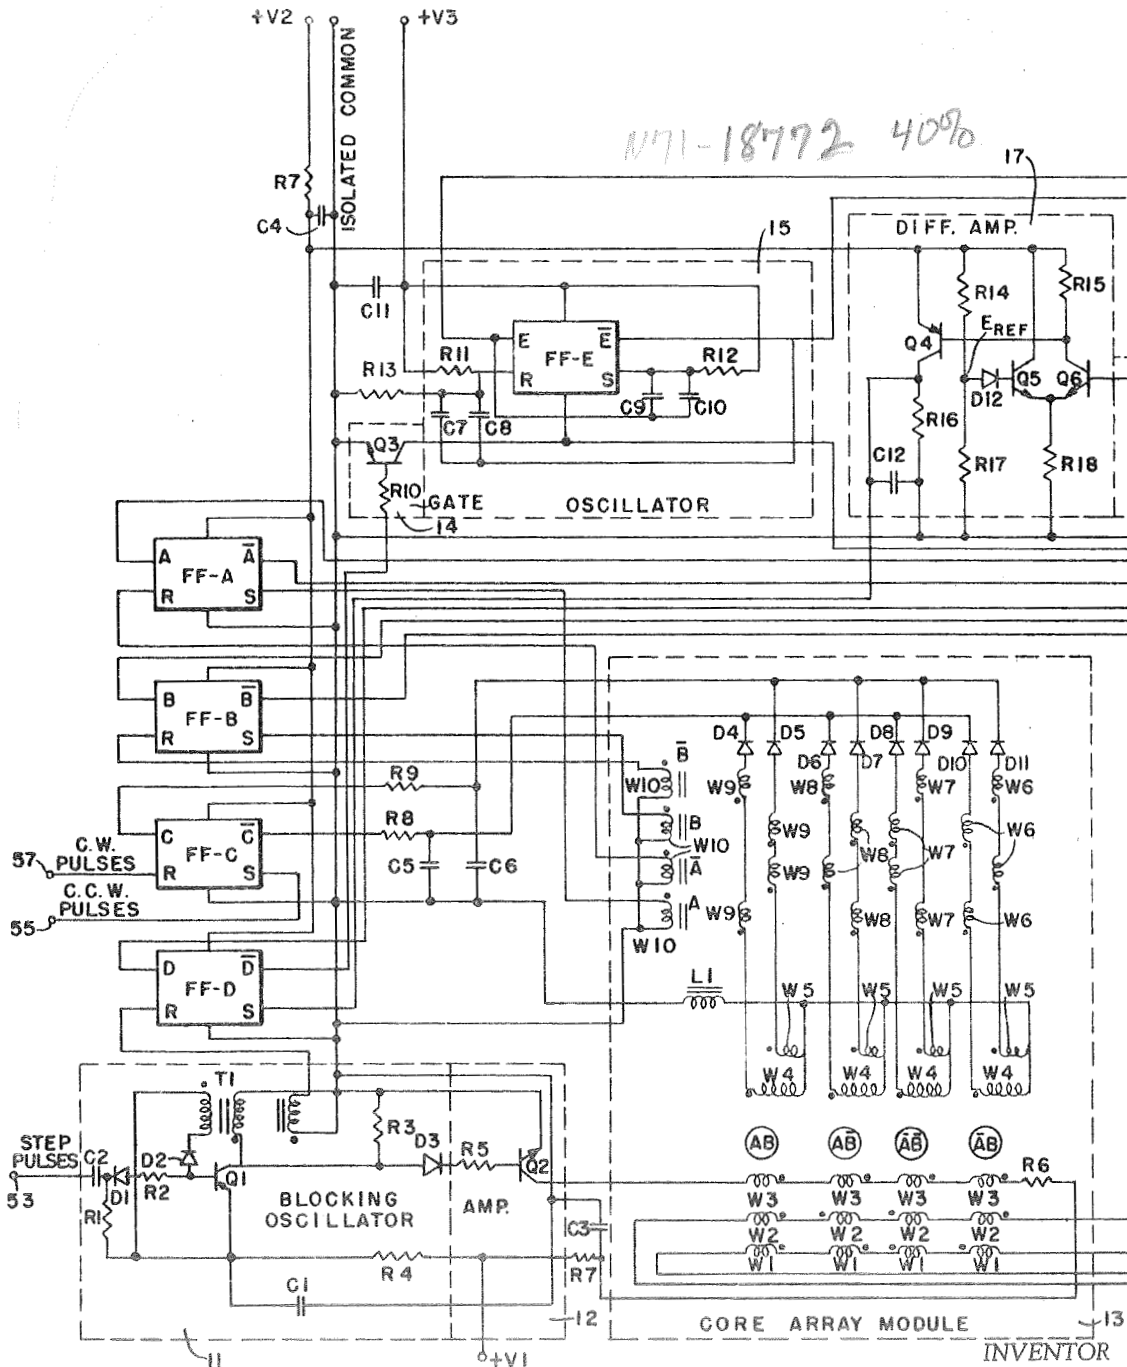 +V2
+V3
ISOLATED COMMON
N71-18772 40%
R7
C4
15
17
DIFF. AMP.
C11
R14
R15
E
Ē
FF-E
R
S
R11
R12
R13
Q4
E REF
D12
Q5
Q6
C7
C8
C9
C10
Q3
R16
C12
R17
R18
R10
GATE
14
OSCILLATOR
A
Ā
FF-A
R
S
B
B̄
FF-B
R
S
R9
C
C̄
FF-C
R
S
R8
C5
C6
57
C.W. PULSES
C.C.W. PULSES
55
D
D̄
FF-D
R
S
D4
D5
D6
D7
D8
D9
D10
D11
B̄
W10
B
W10
Ā
A
W10
W9
W8
W7
W6
W9
W9
W8
W7
W6
W9
W8
W7
W6
L1
W5
W5
W5
W5
W4
W4
W4
W4
T1
STEP PULSES
53
C2
D1
R2
D2
Q1
R1
R3
D3
R5
Q2
BLOCKING OSCILLATOR
AMP.
C3
R4
R7
C1
11
12
+V1
AB
AB̄
ĀB̄
ĀB
R6
W3
W3
W3
W3
W2
W2
W2
W2
W1
W1
W1
W1
CORE ARRAY MODULE
13
INVENTOR